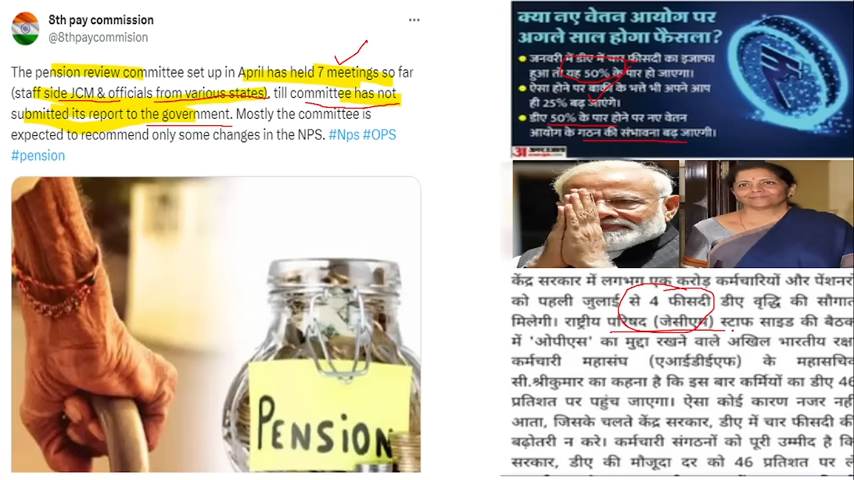 8th pay commission
@8thpaycommision
The pension review committee set up in April has held 7 meetings so far
(staff side JCM & officials from various states), till committee has not
submitted its report to the government. Mostly the committee is
expected to recommend only some changes in the NPS. #Nps #OPS
#pension
PENSION
क्या नए वेतन आयोग पर
अगले साल होगा फैसला?
जनवरी में डीए में चार फीसदी का इजाफा
हुआ तो यह 50% के पार हो जाएगा।
ऐसा होने पर बाकी के भत्ते भी अपने आप
ही 25% बढ़ जाएंगे।
डीए 50% के पार होने पर नए वेतन
आयोग के गठन की संभावना बढ़ जाएगी।
अ अमर उजाला
केंद्र सरकार में लगभग एक करोड़ कर्मचारियों और पेंशनरों
को पहली जुलाई से 4 फीसदी डीए वृद्धि की सौगात
मिलेगी। राष्ट्रीय परिषद (जेसीएम) स्टाफ साइड की बैठक
में 'ओपीएस' का मुद्दा रखने वाले अखिल भारतीय रक्षा
कर्मचारी महासंघ (एआईडीईएफ) के महासचिव
सी.श्रीकुमार का कहना है कि इस बार कर्मियों का डीए 46
प्रतिशत पर पहुंच जाएगा। ऐसा कोई कारण नजर नहीं
आता, जिसके चलते केंद्र सरकार, डीए में चार फीसदी की
बढ़ोतरी न करे। कर्मचारी संगठनों को पूरी उम्मीद है कि
सरकार, डीए की मौजूदा दर को 46 प्रतिशत पर ले